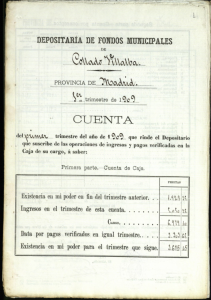 DEPOSITARÍA DE FONDOS MUNICIPALES
DE
Collado Villalba.
PROVINCIA DE Madrid.
1er trimestre de 1909
CUENTA
del primer trimestre del año de 1909 que rinde el Depositario
que suscribe de las operaciones de ingresos y pagos verificadas en la
Caja de su cargo, á saber:
Primera parte.—Cuenta de Caja.
PESETAS
Existencia en mi poder en fin del trimestre anterior.
Ingresos en el trimestre de esta cuenta.
CARGO.
Data por pagos verificados en igual trimestre.
Existencia en mi poder para el trimestre que sigue.